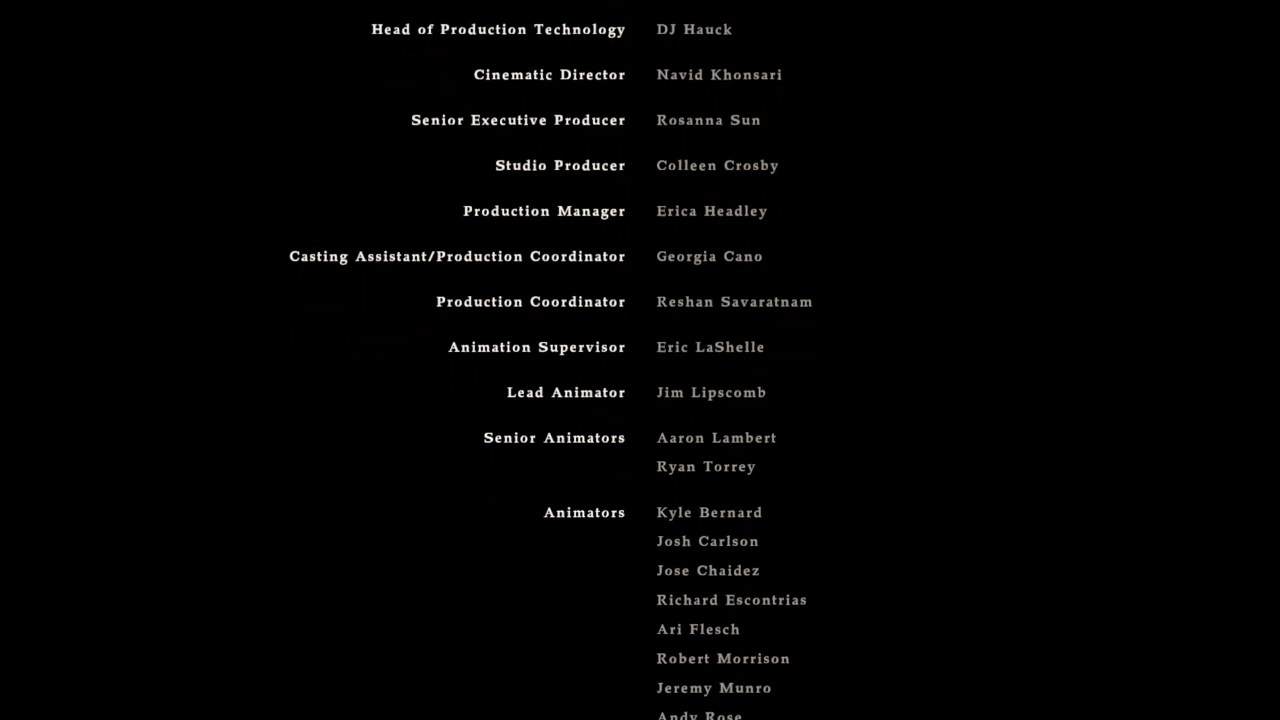 Head of Production Technology DJ Hauck
Cinematic Director Navid Khonsari
Senior Executive Producer Rosanna Sun
Studio Producer Colleen Crosby
Production Manager Erica Headley
Casting Assistant/Production Coordinator Georgia Cano
Production Coordinator Reshan Savaratnam
Animation Supervisor Eric LaShelle
Lead Animator Jim Lipscomb
Senior Animators Aaron Lambert
Ryan Torrey
Animators Kyle Bernard
Josh Carlson
Jose Chaidez
Richard Escontrias
Ari Flesch
Robert Morrison
Jeremy Munro
Andy Rose